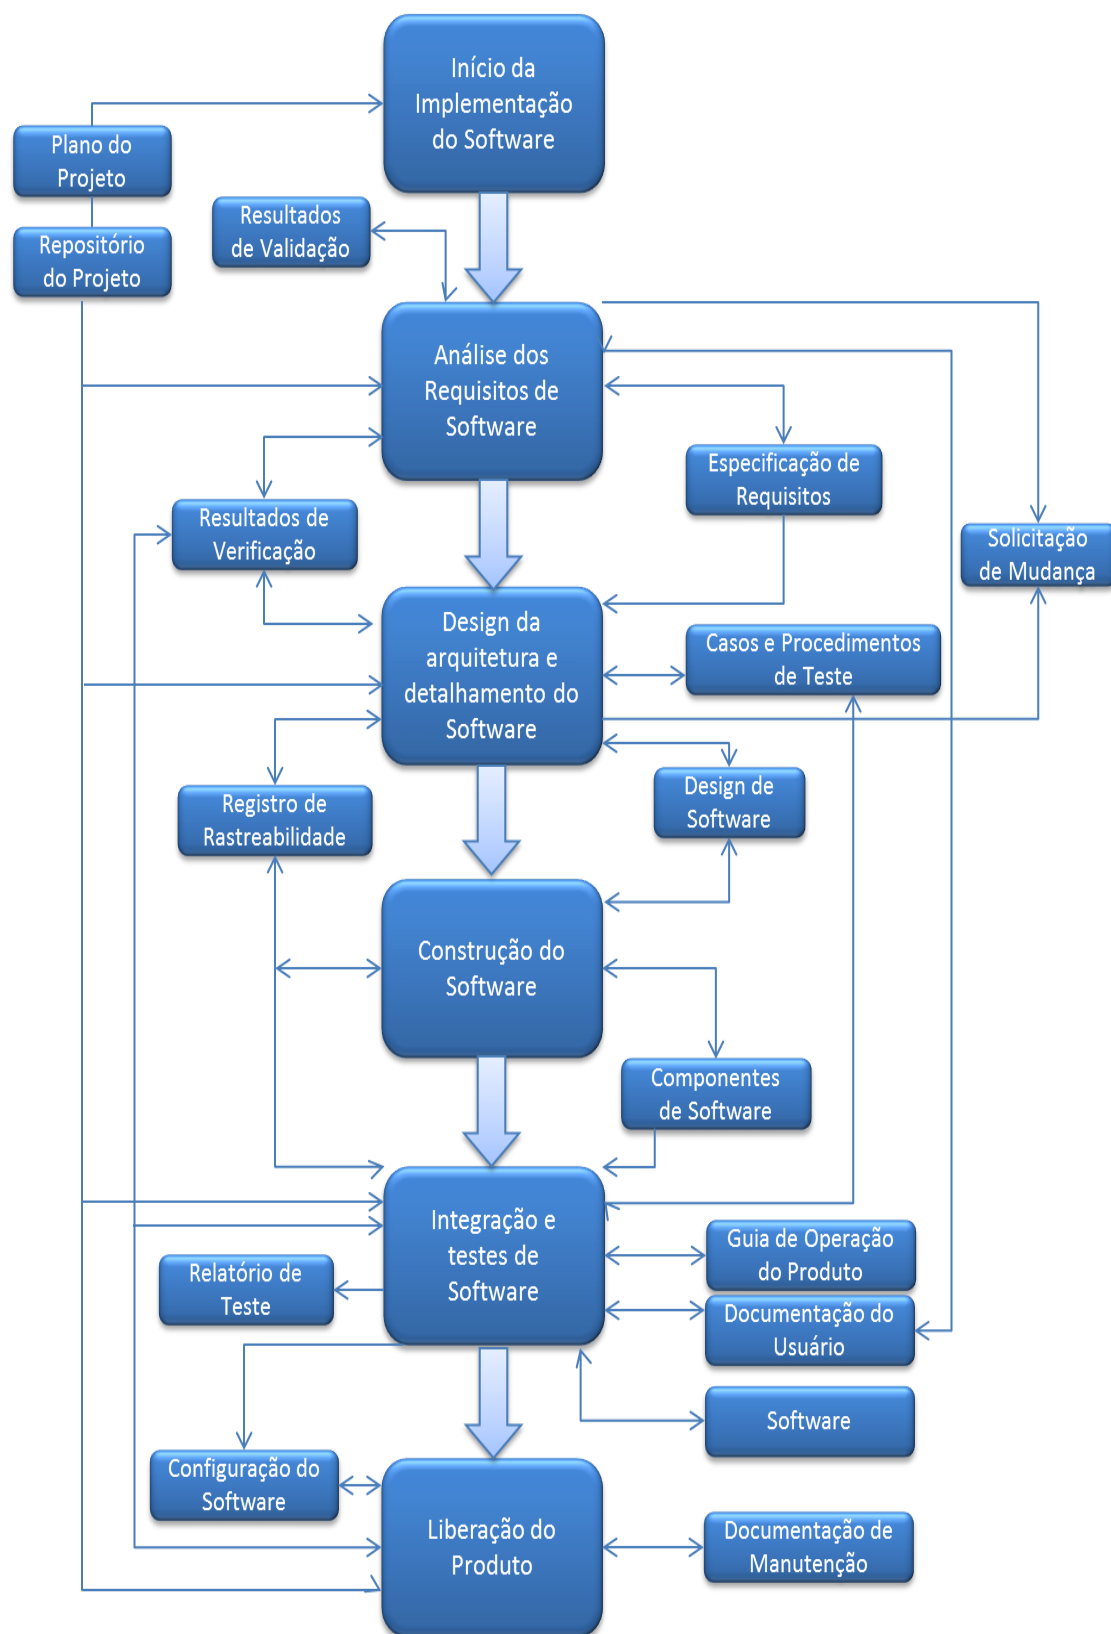 Início da
Implementação
do Software
Plano do
Projeto
Resultados
de Validação
Repositório
do Projeto
Análise dos
Requisitos de
Software
Especificação de
Requisitos
Resultados de
Verificação
Solicitação
de Mudança
Design da
arquitetura e
detalhamento do
Software
Casos e Procedimentos
de Teste
Registro de
Rastreabilidade
Design de
Software
Construção do
Software
Componentes
de Software
Integração e
testes de
Software
Guia de Operação
do Produto
Relatório de
Teste
Documentação do
Usuário
Software
Configuração do
Software
Liberação do
Produto
Documentação de
Manutenção